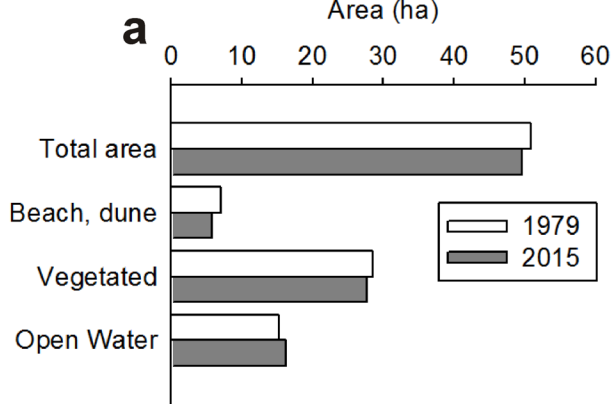 Area (ha)
a
0 10 20 30 40 50 60
Total area
Beach, dune
Vegetated
Open Water
1979
2015